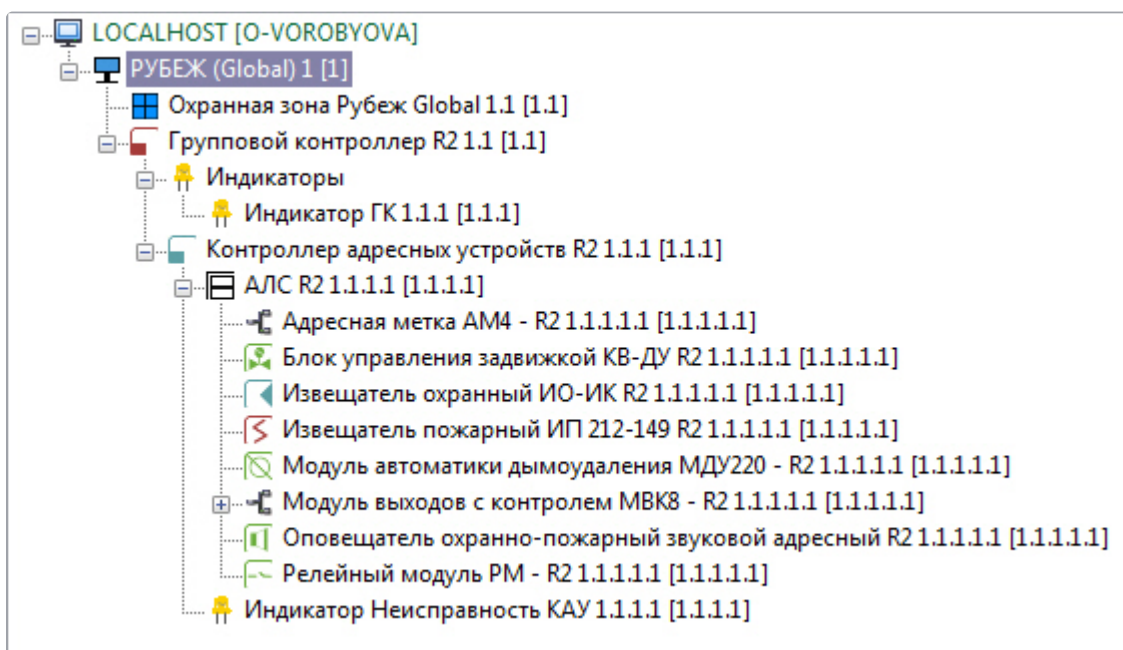 LOCALHOST [O-VOROBYOVA]
РУБЕЖ (Global) 1 [1]
Охранная зона Рубеж Global 1.1 [1.1]
Групповой контроллер R2 1.1 [1.1]
Индикаторы
Индикатор ГК 1.1.1 [1.1.1]
Контроллер адресных устройств R2 1.1.1 [1.1.1]
АЛС R2 1.1.1.1 [1.1.1.1]
Адресная метка АМ4 - R2 1.1.1.1.1 [1.1.1.1.1]
Блок управления задвижкой КВ-ДУ R2 1.1.1.1.1 [1.1.1.1.1]
Извещатель охранный ИО-ИК R2 1.1.1.1.1 [1.1.1.1.1]
Извещатель пожарный ИП 212-149 R2 1.1.1.1.1 [1.1.1.1.1]
Модуль автоматики дымоудаления МДУ220 - R2 1.1.1.1.1 [1.1.1.1.1]
Модуль выходов с контролем МВК8 - R2 1.1.1.1.1 [1.1.1.1.1]
Оповещатель охранно-пожарный звуковой адресный R2 1.1.1.1.1 [1.1.1.1.1]
Релейный модуль РМ - R2 1.1.1.1.1 [1.1.1.1.1]
Индикатор Неисправность КАУ 1.1.1.1 [1.1.1.1]